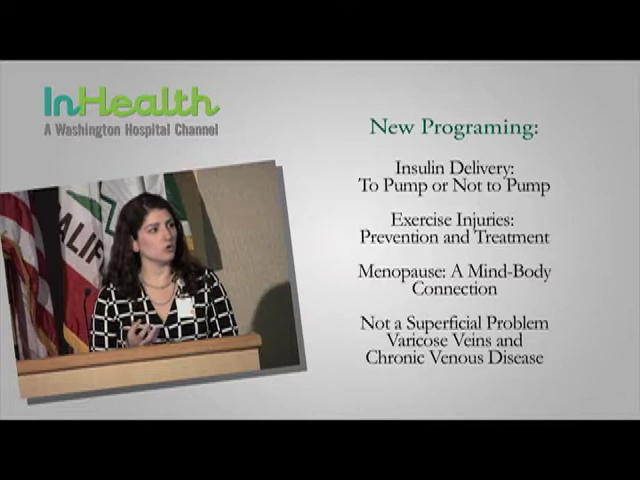 InHealth
A Washington Hospital Channel
New Programing:
Insulin Delivery:
To Pump or Not to Pump
Exercise Injuries:
Prevention and Treatment
Menopause: A Mind-Body
Connection
Not a Superficial Problem
Varicose Veins and
Chronic Venous Disease
CALIF